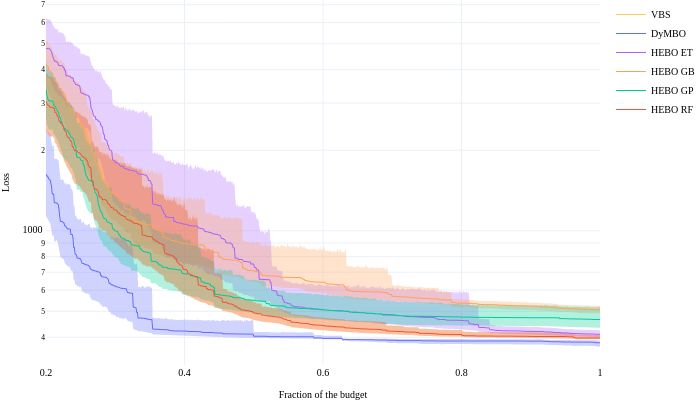 7
6
5
4
3
2
1000
9
8
7
6
5
4
Loss
0.2
0.4
0.6
0.8
1
Fraction of the budget
VBS
DyMBO
HEBO ET
HEBO GB
HEBO GP
HEBO RF